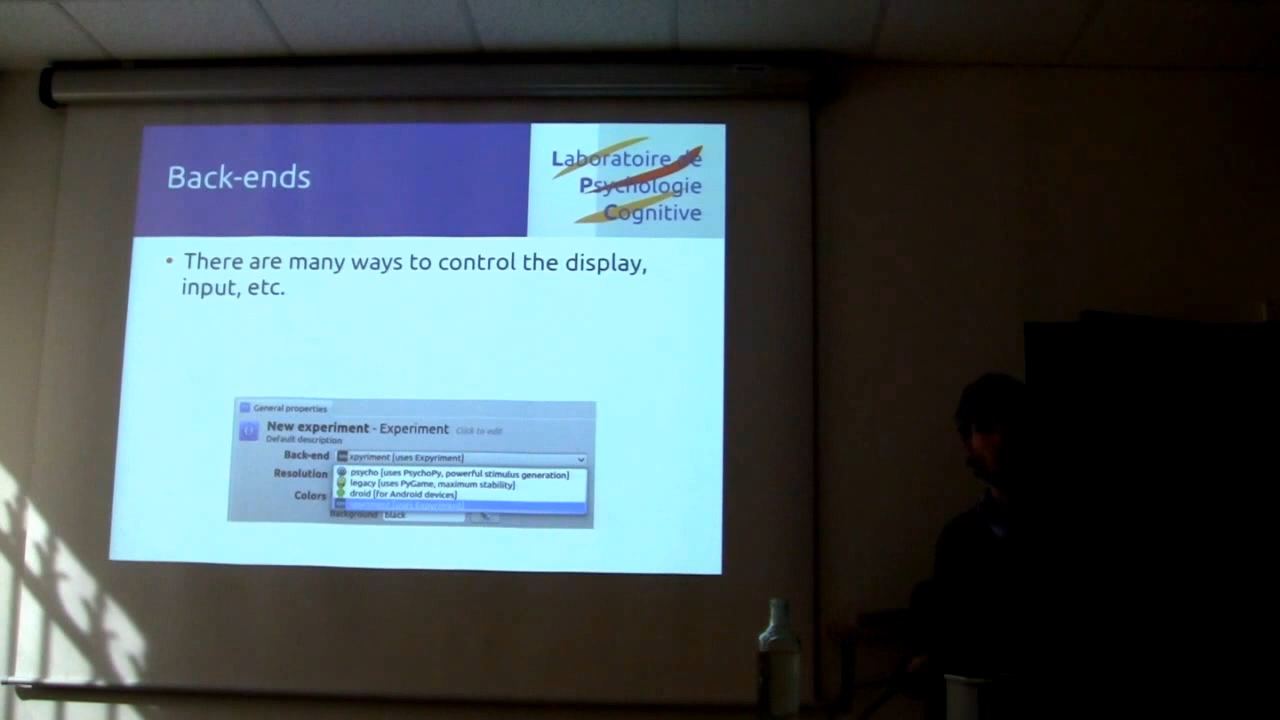 Back-ends
Laboratoire de
Psychologie
Cognitive
• There are many ways to control the display,
input, etc.
General properties
New experiment - Experiment Click to edit
Default description
Back-end xpyriment [uses Expyriment]
Resolution psycho [uses PsychoPy, powerful stimulus generation]
legacy [uses PyGame, maximum stability]
Colors droid [for Android devices]
Background black